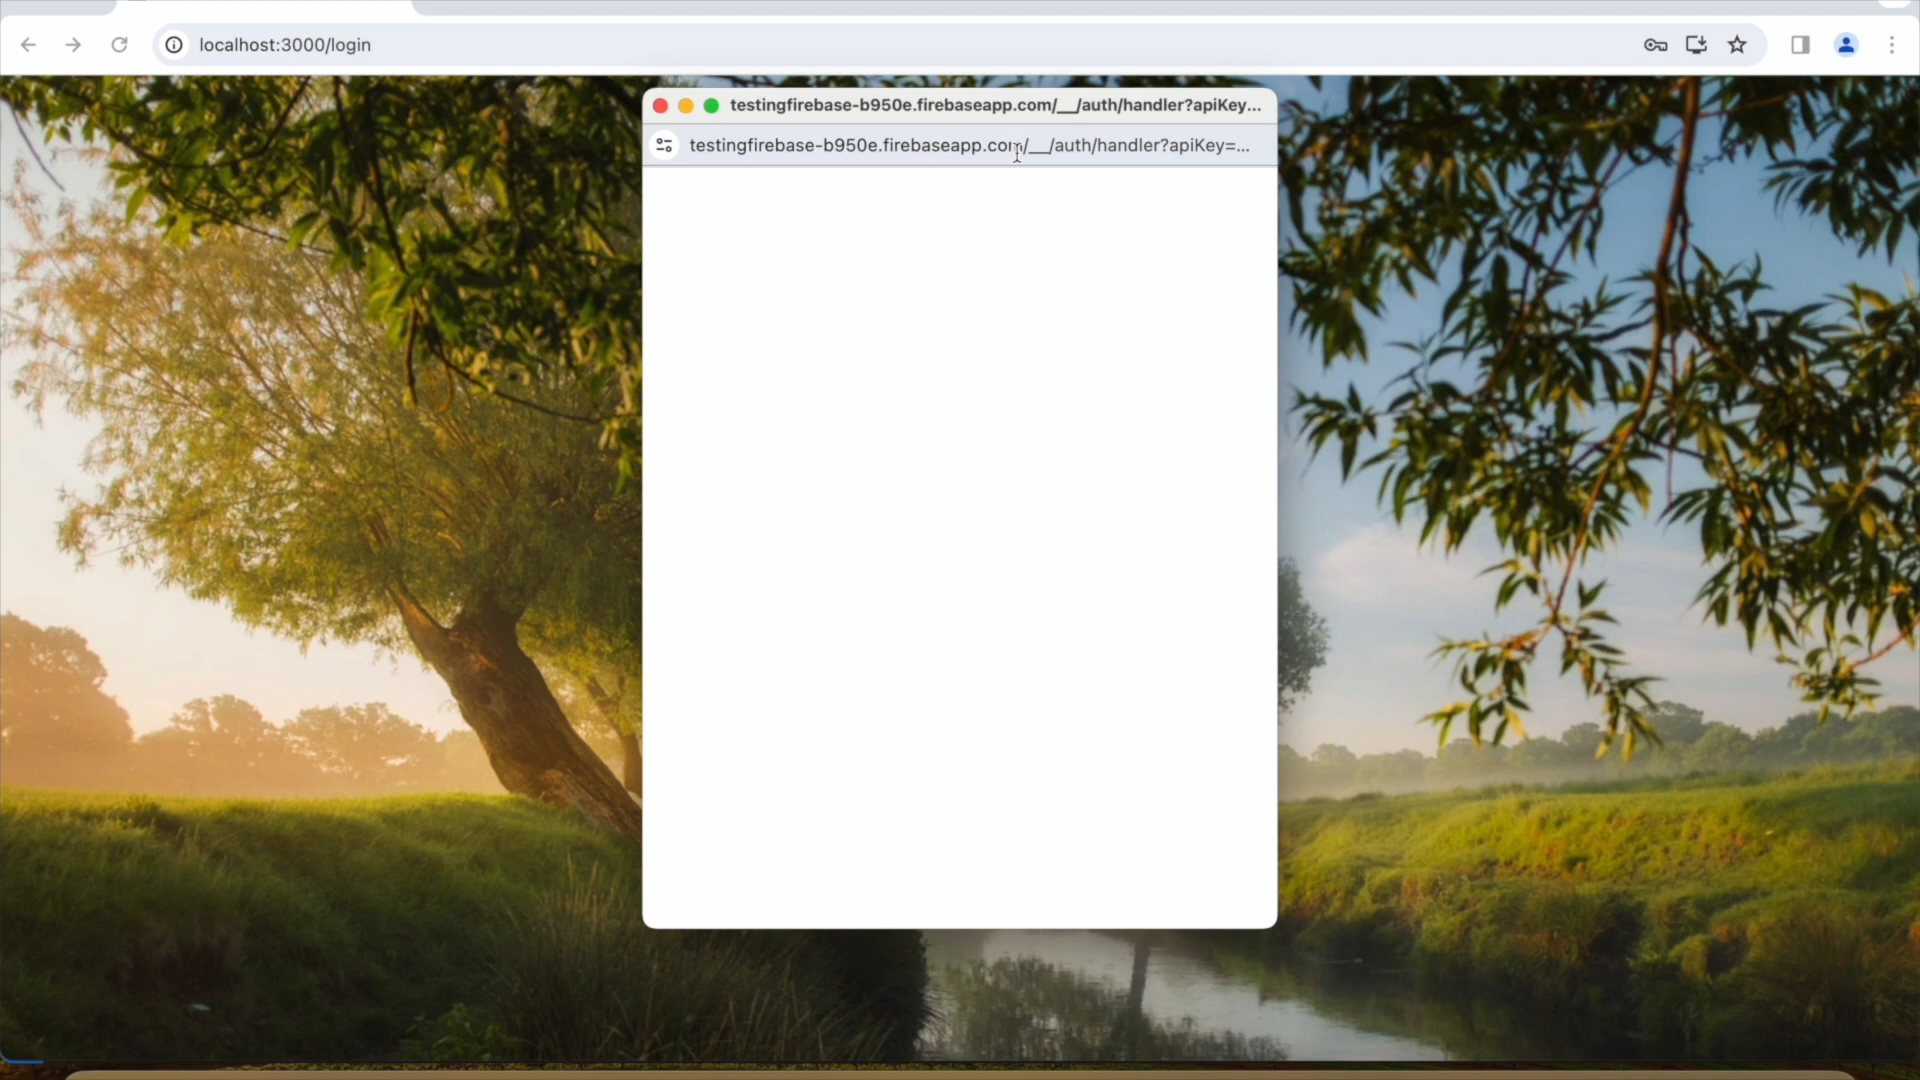 localhost:3000/login
testingfirebase-b950e.firebaseapp.com/__/auth/handler?apiKey...
testingfirebase-b950e.firebaseapp.com/__/auth/handler?apiKey=...